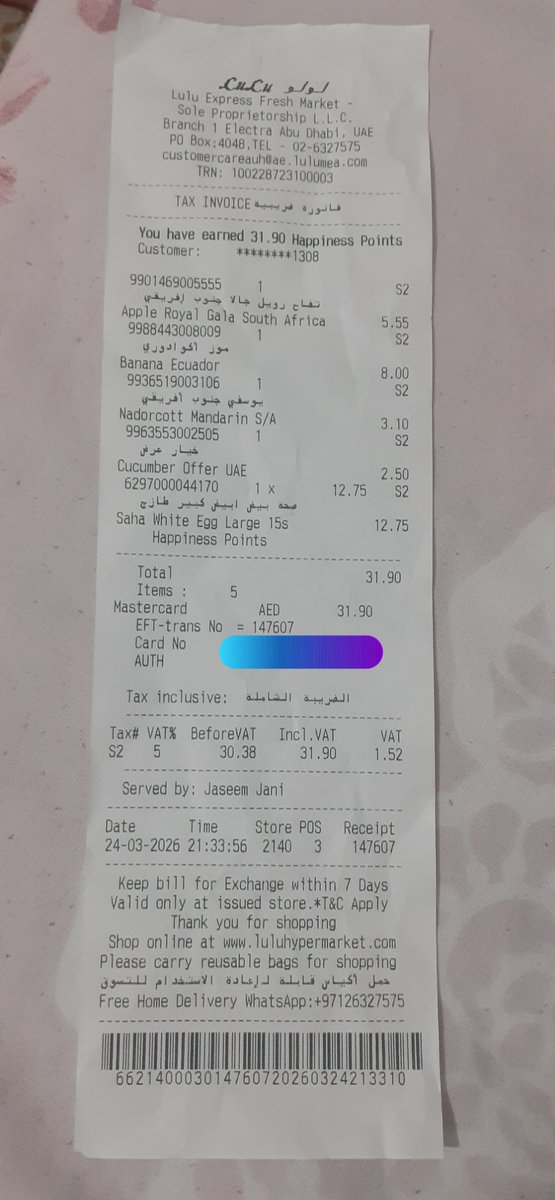 LuLu لولو
Lulu Express Fresh Market -
Sole Proprietorship L.L.C.
Branch 1 Electra Abu Dhabi, UAE
PO Box:4048,TEL - 02-6327575
customercareauh@ae.lulumea.com
TRN: 100228723100003
TAX INVOICE فاتورة ضريبية
You have earned 31.90 Happiness Points
Customer: ********1308
9901469005555 1 S2
تفاح رويل جالا جنوب إفريقي
Apple Royal Gala South Africa 5.55
9988443008009 1 S2
موز أكوادوري
Banana Ecuador 8.00
9936519003106 1 S2
يوسفي جنوب أفريقي
Nadorcott Mandarin S/A 3.10
9963553002505 1 S2
خيار عرض
Cucumber Offer UAE 2.50
6297000044170 1 x 12.75 S2
صحة بيض ابيض كبير طازج
Saha White Egg Large 15s 12.75
Happiness Points
Total 31.90
Items : 5
Mastercard AED 31.90
EFT-trans No = 147607
Card No
AUTH
Tax inclusive: الضريبة الشاملة
Tax# VAT% BeforeVAT Incl.VAT VAT
S2 5 30.38 31.90 1.52
Served by: Jaseem Jani
Date Time Store POS Receipt
24-03-2026 21:33:56 2140 3 147607
Keep bill for Exchange within 7 Days
Valid only at issued store.*T&C Apply
Thank you for shopping
Shop online at www.luluhypermarket.com
Please carry reusable bags for shopping
حمل أكياس قابلة لإعادة الاستخدام للتسوق
Free Home Delivery WhatsApp:+97126327575
662140003014760720260324213310